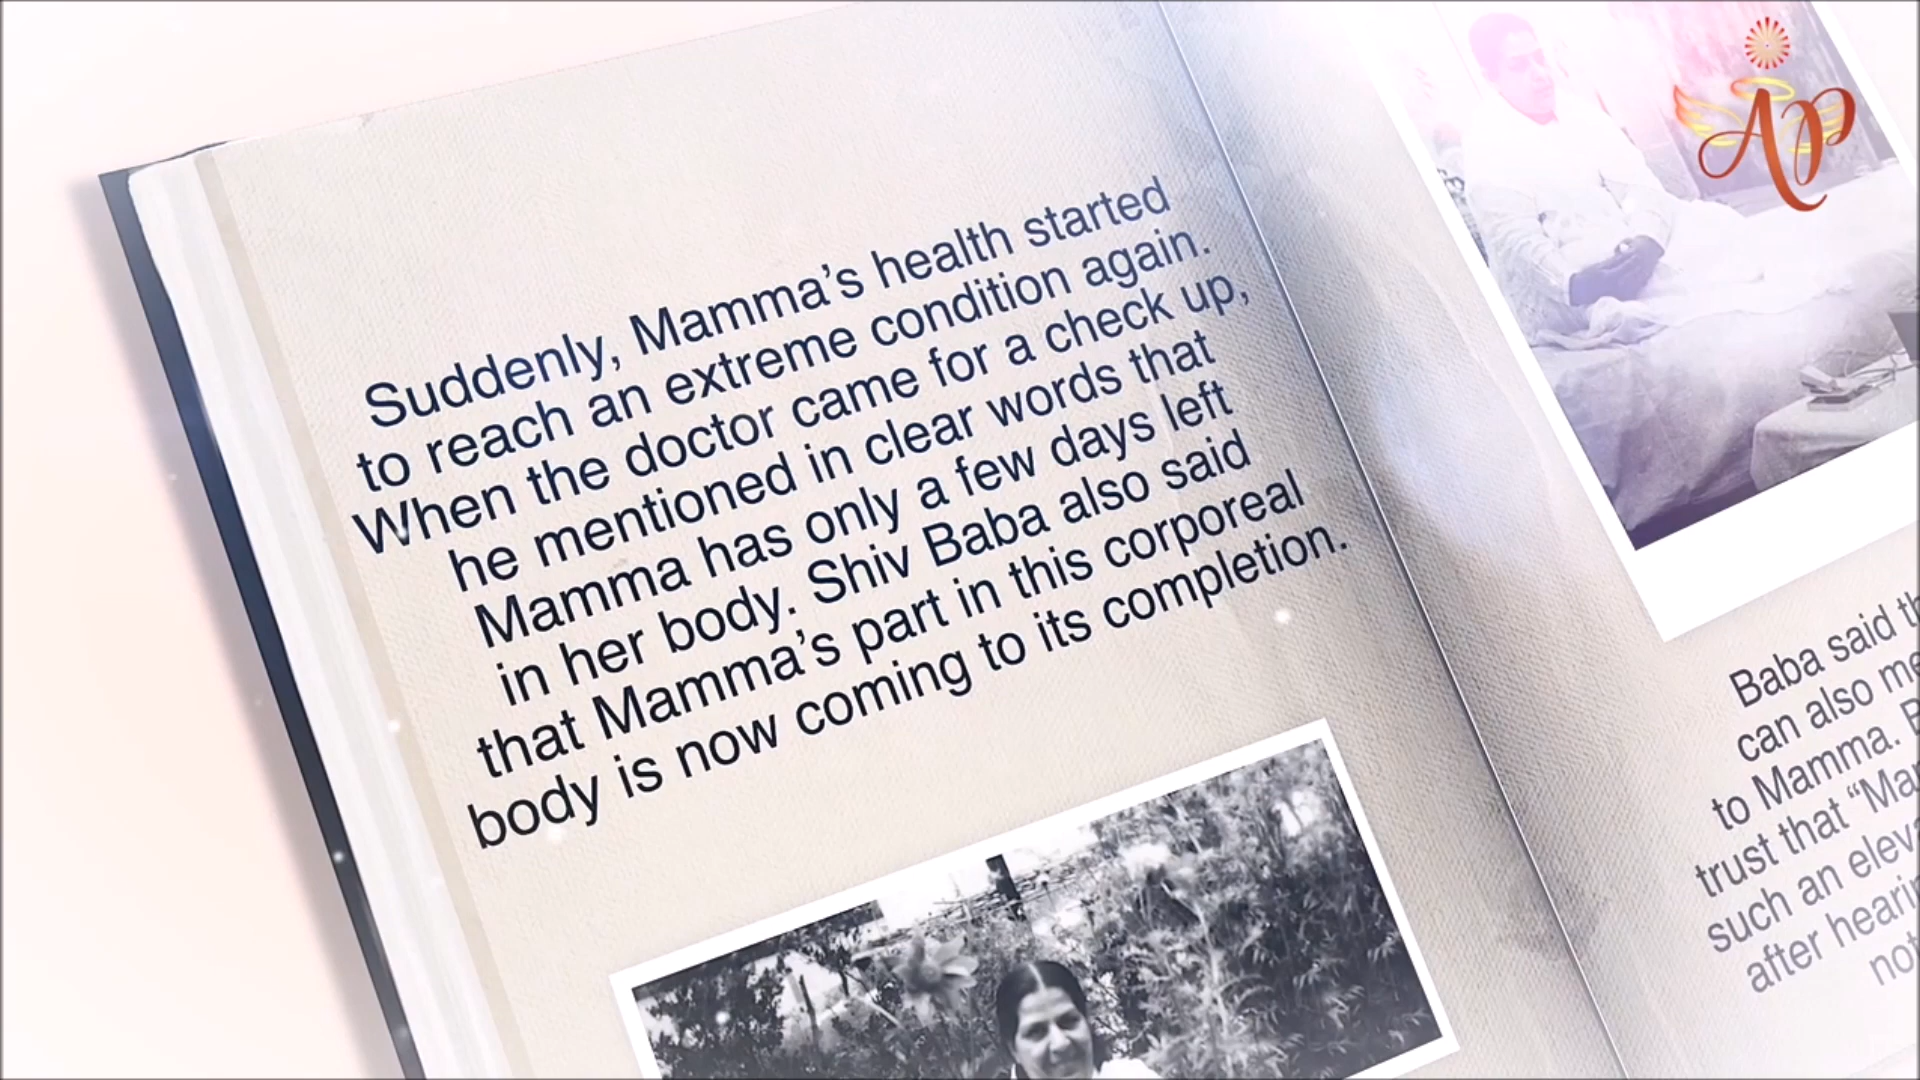 Suddenly, Mamma’s health started
to reach an extreme condition again.
When the doctor came for a check up,
he mentioned in clear words that
Mamma has only a few days left
in her body. Shiv Baba also said
that Mamma’s part in this corporeal
body is now coming to its completion.
AP
Baba said
can also
to Mamma.
trust that
such an
after